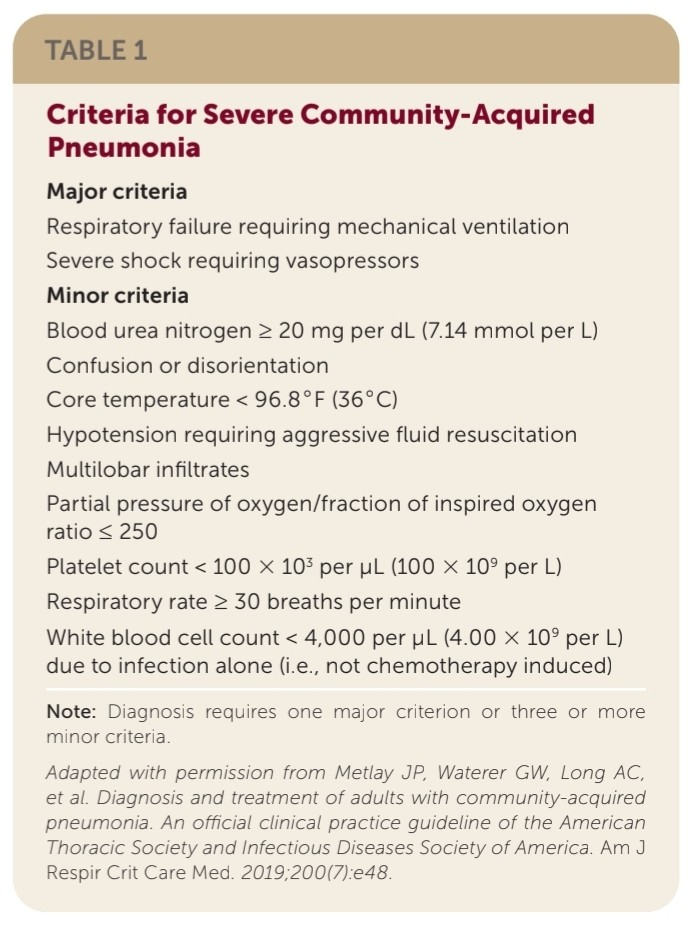 TABLE 1
Criteria for Severe Community-Acquired
Pneumonia
Major criteria
Respiratory failure requiring mechanical ventilation
Severe shock requiring vasopressors
Minor criteria
Blood urea nitrogen ≥ 20 mg per dL (7.14 mmol per L)
Confusion or disorientation
Core temperature < 96.8°F (36°C)
Hypotension requiring aggressive fluid resuscitation
Multilobar infiltrates
Partial pressure of oxygen/fraction of inspired oxygen
ratio ≤ 250
Platelet count < 100 × 10³ per μL (100 × 10⁹ per L)
Respiratory rate ≥ 30 breaths per minute
White blood cell count < 4,000 per μL (4.00 × 10⁹ per L)
due to infection alone (i.e., not chemotherapy induced)
Note: Diagnosis requires one major criterion or three or more
minor criteria.
Adapted with permission from Metlay JP, Waterer GW, Long AC,
et al. Diagnosis and treatment of adults with community-acquired
pneumonia. An official clinical practice guideline of the American
Thoracic Society and Infectious Diseases Society of America. Am J
Respir Crit Care Med. 2019;200(7):e48.